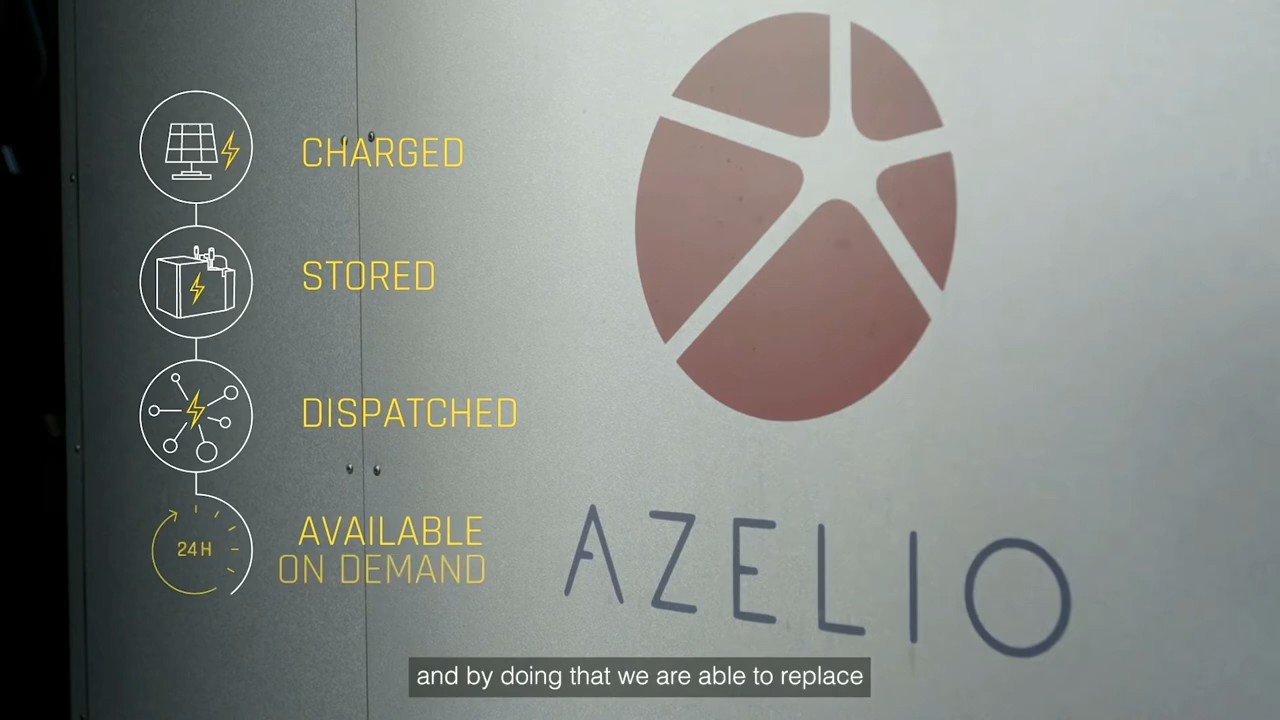 CHARGED
STORED
DISPATCHED
24H
AVAILABLE
ON DEMAND
AZELIO
and by doing that we are able to replace